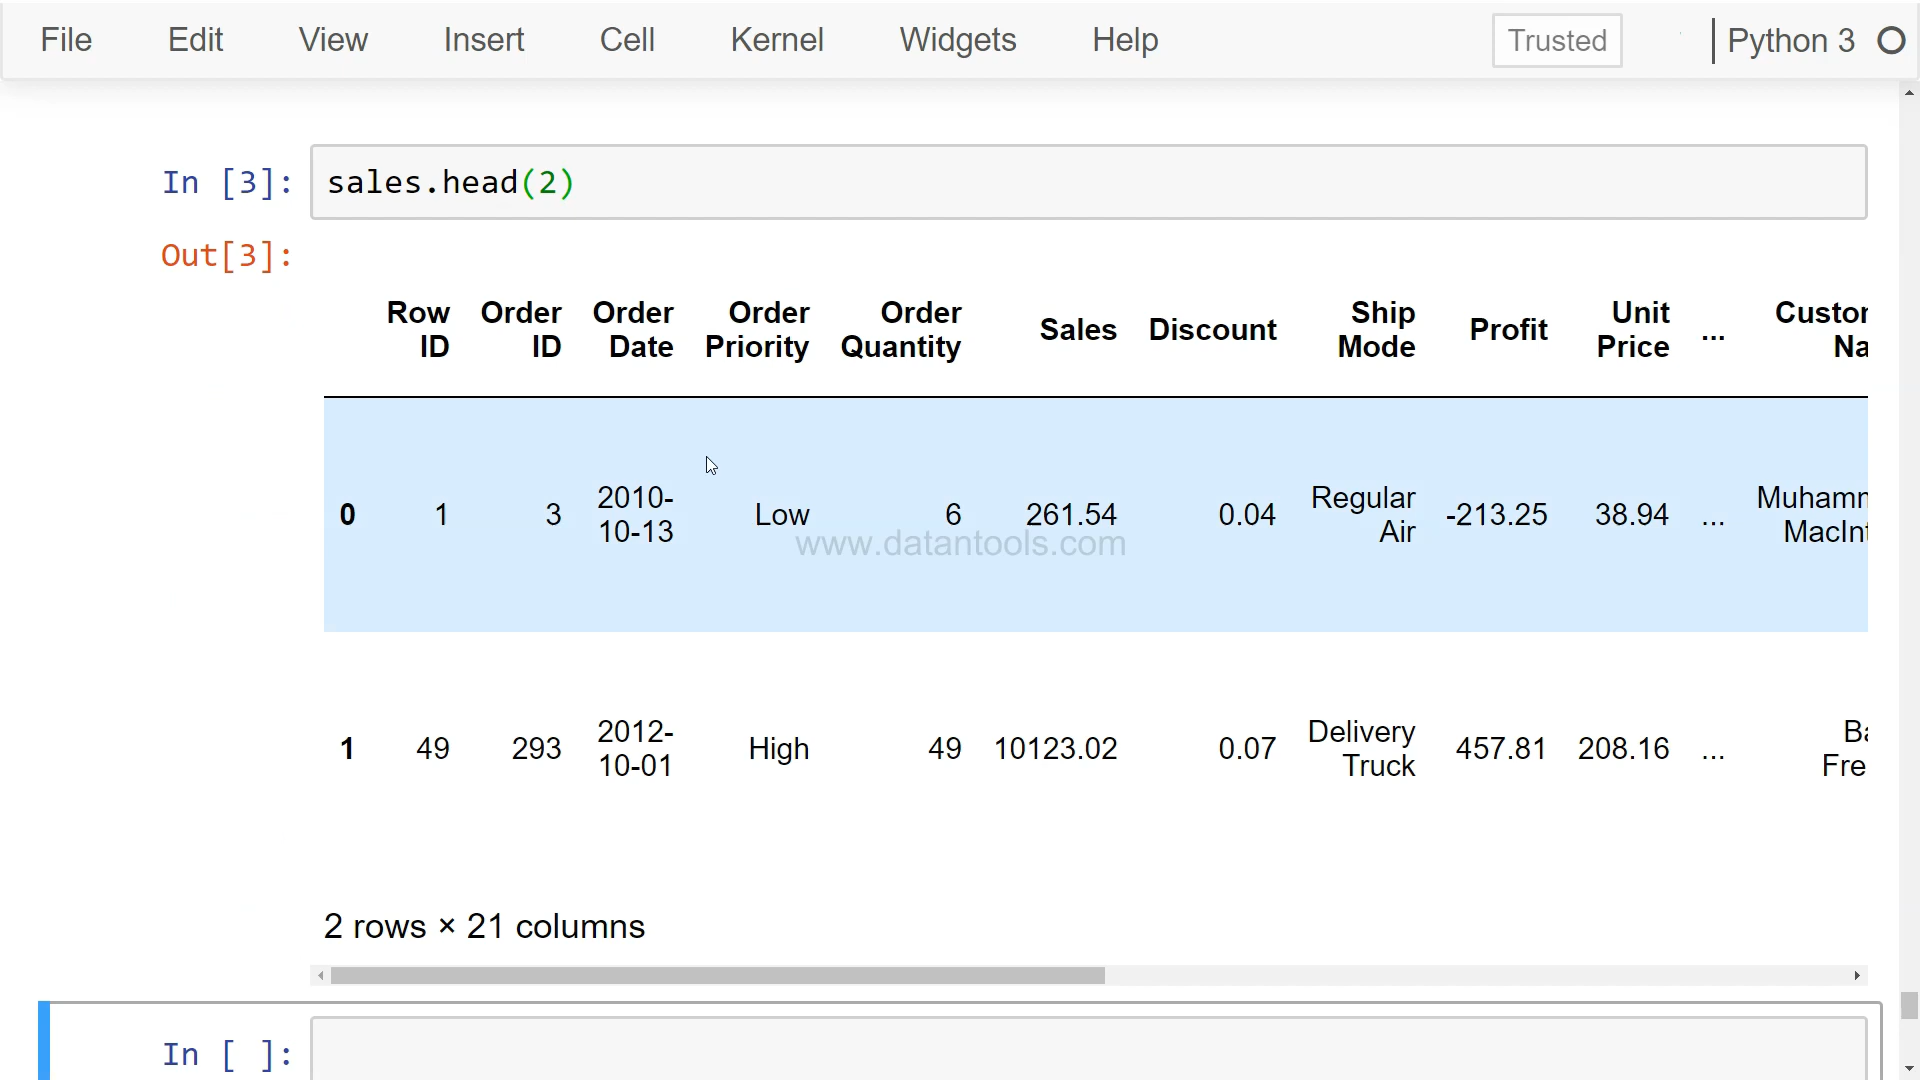 File Edit View Insert Cell Kernel Widgets Help Trusted Python 3
In [3]: sales.head(2)
Out[3]:
Row ID Order ID Order Date Order Priority Order Quantity Sales Discount Ship Mode Profit Unit Price ...
0 1 3 2010-10-13 Low 6 261.54 0.04 Regular Air -213.25 38.94 ...
www.datantools.com
1 49 293 2012-10-01 High 49 10123.02 0.07 Delivery Truck 457.81 208.16 ...
2 rows × 21 columns
In [ ]: